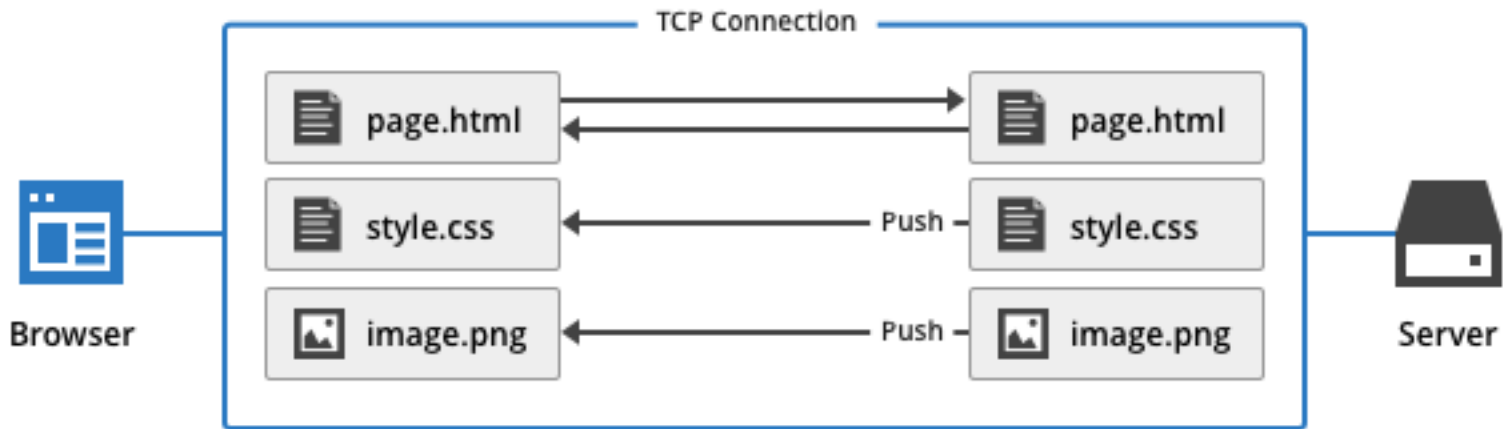 TCP Connection
page.html
page.html
style.css
Push
style.css
image.png
Push
image.png
Browser
Server